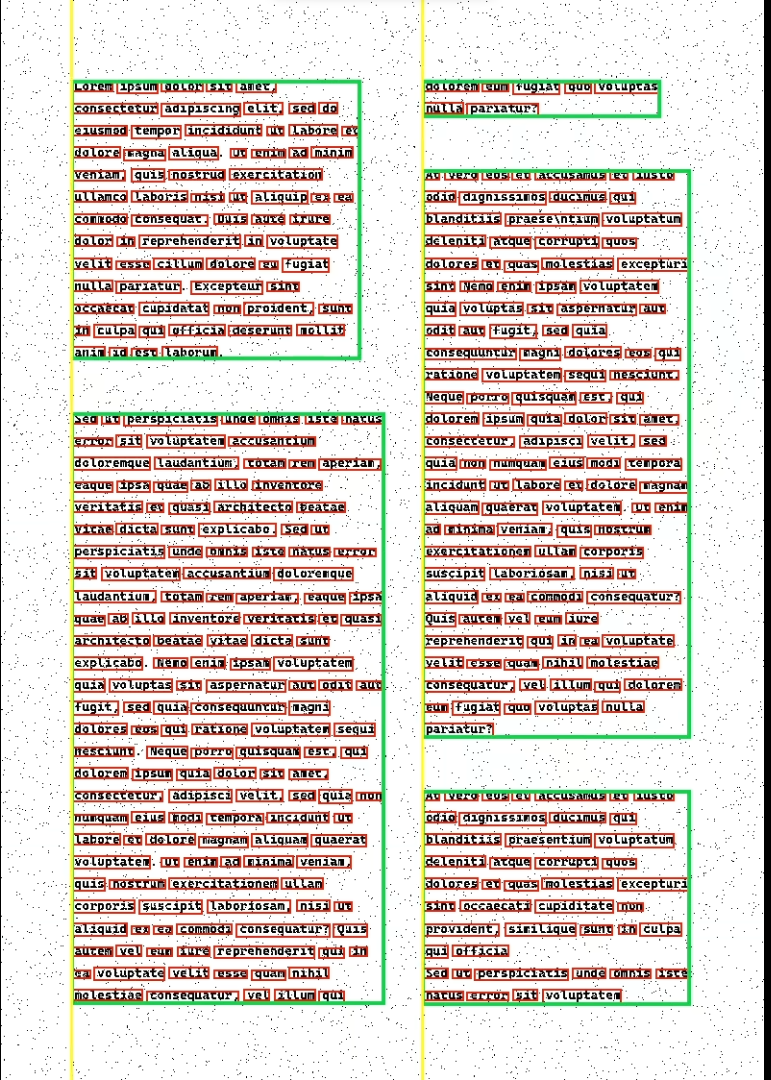 Lorem ipsum dolor sit amet,
consectetur adipiscing elit, sed do
eiusmod tempor incididunt ut labore et
dolore magna aliqua. Ut enim ad minim
veniam, quis nostrud exercitation
ullamco laboris nisi ut aliquip ex ea
commodo consequat. Duis aute irure
dolor in reprehenderit in voluptate
velit esse cillum dolore eu fugiat
nulla pariatur. Excepteur sint
occaecat cupidatat non proident, sunt
in culpa qui officia deserunt mollit
anim id est laborum.
Sed ut perspiciatis unde omnis iste natus
error sit voluptatem accusantium
doloremque laudantium, totam rem aperiam,
eaque ipsa quae ab illo inventore
veritatis et quasi architecto beatae
vitae dicta sunt explicabo. Sed ut
perspiciatis unde omnis iste natus error
sit voluptatem accusantium doloremque
laudantium, totam rem aperiam, eaque ipsa
quae ab illo inventore veritatis et quasi
architecto beatae vitae dicta sunt
explicabo. Nemo enim ipsam voluptatem
quia voluptas sit aspernatur aut odit aut
fugit, sed quia consequuntur magni
dolores eos qui ratione voluptatem sequi
nesciunt. Neque porro quisquam est, qui
dolorem ipsum quia dolor sit amet,
consectetur, adipisci velit, sed quia non
numquam eius modi tempora incidunt ut
labore et dolore magnam aliquam quaerat
voluptatem. Ut enim ad minima veniam,
quis nostrum exercitationem ullam
corporis suscipit laboriosam, nisi ut
aliquid ex ea commodi consequatur? Quis
autem vel eum iure reprehenderit qui in
ea voluptate velit esse quam nihil
molestiae consequatur, vel illum qui
dolorem eum fugiat quo voluptas
nulla pariatur?
At vero eos et accusamus et iusto
odio dignissimos ducimus qui
blanditiis praesentium voluptatum
deleniti atque corrupti quos
dolores et quas molestias excepturi
sint Nemo enim ipsam voluptatem
quia voluptas sit aspernatur aut
odit aut fugit, sed quia
consequuntur magni dolores eos qui
ratione voluptatem sequi nesciunt.
Neque porro quisquam est, qui
dolorem ipsum quia dolor sit amet,
consectetur, adipisci velit, sed
quia non numquam eius modi tempora
incidunt ut labore et dolore magnam
aliquam quaerat voluptatem. Ut enim
ad minima veniam, quis nostrum
exercitationem ullam corporis
suscipit laboriosam, nisi ut
aliquid ex ea commodi consequatur?
Quis autem vel eum iure
reprehenderit qui in ea voluptate
velit esse quam nihil molestiae
consequatur, vel illum qui dolorem
eum fugiat quo voluptas nulla
pariatur?
At vero eos et accusamus et iusto
odio dignissimos ducimus qui
blanditiis praesentium voluptatum
deleniti atque corrupti quos
dolores et quas molestias excepturi
sint occaecati cupiditate non
provident, similique sunt in culpa
qui officia
Sed ut perspiciatis unde omnis iste
natus error sit voluptatem